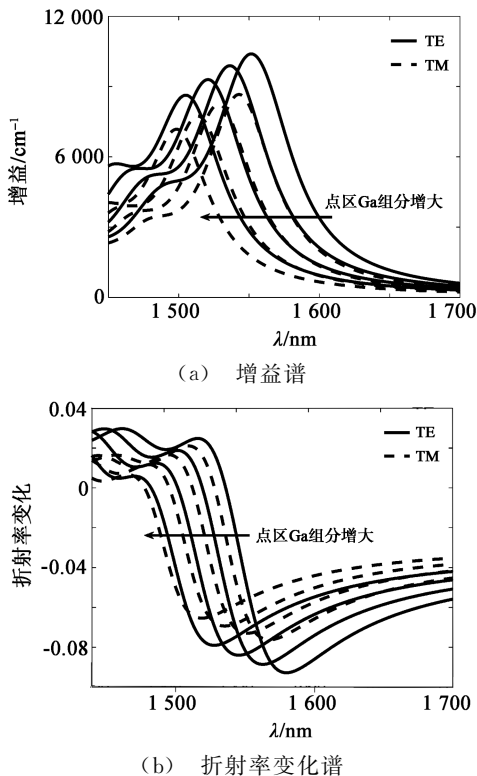 12 000
TE
TM
增益/cm⁻¹
6 000
点区Ga组分增大
0
1 500
1 600
1 700
λ/nm
(a) 增益谱
0.04
TE
TM
折射率变化
0
点区Ga组分增大
-0.04
-0.08
1 500
1 600
1 700
λ/nm
(b) 折射率变化谱